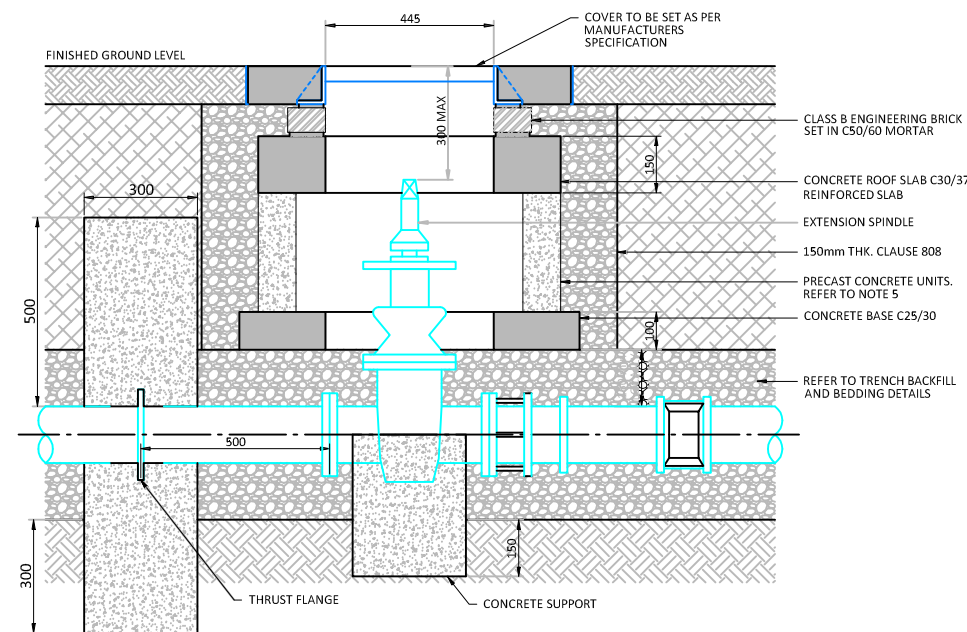 445
COVER TO BE SET AS PER
MANUFACTURERS
SPECIFICATION
FINISHED GROUND LEVEL
300 MAX
CLASS B ENGINEERING BRICK
SET IN C50/60 MORTAR
150
CONCRETE ROOF SLAB C30/37
REINFORCED SLAB
300
EXTENSION SPINDLE
150mm THK. CLAUSE 808
500
PRECAST CONCRETE UNITS.
REFER TO NOTE 5
CONCRETE BASE C25/30
100
REFER TO TRENCH BACKFILL
AND BEDDING DETAILS
500
150
300
THRUST FLANGE
CONCRETE SUPPORT